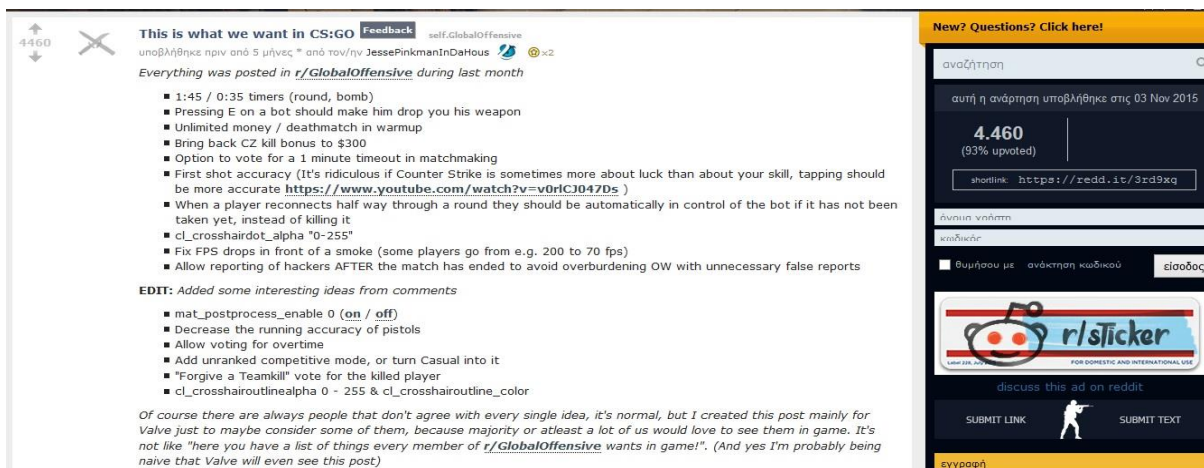 4460
This is what we want in CS:GO Feedback self.GlobalOffensive
υποβλήθηκε πριν από 5 μήνες * από τον/ην JessePinkmanInDaHous x2
Everything was posted in r/GlobalOffensive during last month
1:45 / 0:35 timers (round, bomb)
Pressing E on a bot should make him drop you his weapon
Unlimited money / deathmatch in warmup
Bring back CZ kill bonus to $300
Option to vote for a 1 minute timeout in matchmaking
First shot accuracy (It's ridiculous if Counter Strike is sometimes more about luck than about your skill, tapping should
be more accurate https://www.youtube.com/watch?v=v0rlCJ047Ds )
When a player reconnects half way through a round they should be automatically in control of the bot if it has not been
taken yet, instead of killing it
cl_crosshairdot_alpha "0-255"
Fix FPS drops in front of a smoke (some players go from e.g. 200 to 70 fps)
Allow reporting of hackers AFTER the match has ended to avoid overburdening OW with unnecessary false reports
EDIT: Added some interesting ideas from comments
mat_postprocess_enable 0 (on / off)
Decrease the running accuracy of pistols
Allow voting for overtime
Add unranked competitive mode, or turn Casual into it
"Forgive a Teamkill" vote for the killed player
cl_crosshairoutlinealpha 0 - 255 & cl_crosshairoutline_color
Of course there are always people that don't agree with every single idea, it's normal, but I created this post mainly for
Valve just to maybe consider some of them, because majority or atleast a lot of us would love to see them in game. It's
not like "here you have a list of things every member of r/GlobalOffensive wants in game!". (And yes I'm probably being
naive that Valve will even see this post)
New? Questions? Click here!
αναζήτηση
αυτή η ανάρτηση υποβλήθηκε στις 03 Nov 2015
4.460
(93% upvoted)
shortlink: https://redd.it/3rd9xq
όνομα χρήστη
κωδικός
θυμήσου με ανάκτηση κωδικού είσοδος
r/sticker
FOR DOMESTIC AND INTERNATIONAL USE
discuss this ad on reddit
SUBMIT LINK SUBMIT TEXT
εγγραφή